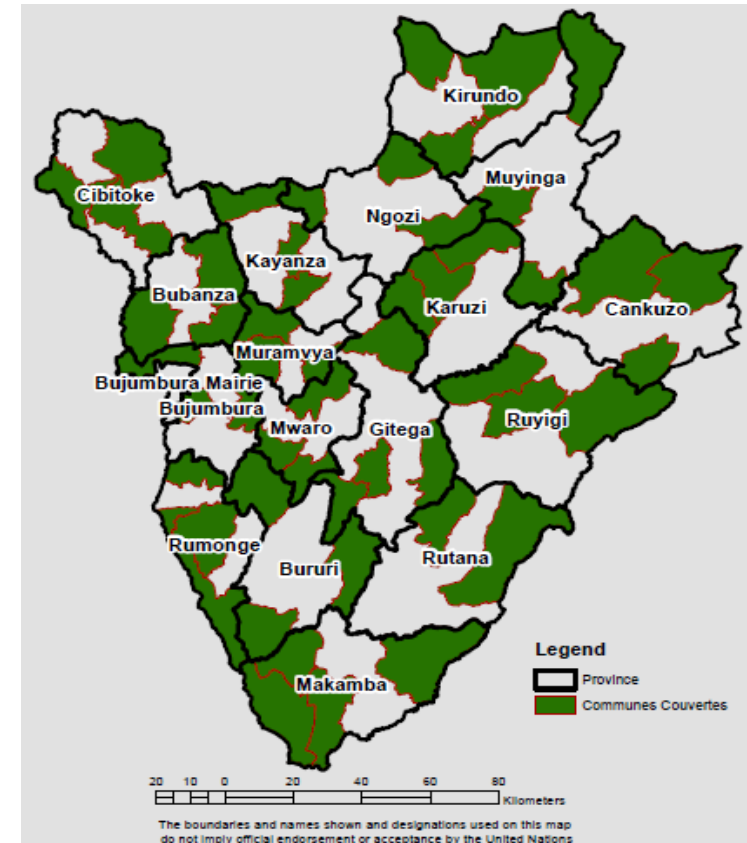 Kirundo
Muyinga
Cibitoke
Ngozi
Kayanza
Bubanza
Karuzi
Cankuzo
Muramvya
Bujumbura Mairie
Bujumbura
Mwaro
Gitega
Ruyigi
Rumonge
Bururi
Rutana
Makamba
Legend
Province
Communes Couvertes
20 10 0 20 40 60 80
Kilometers
The boundaries and names shown and designations used on this map
do not imply official endorsement or acceptance by the United Nations